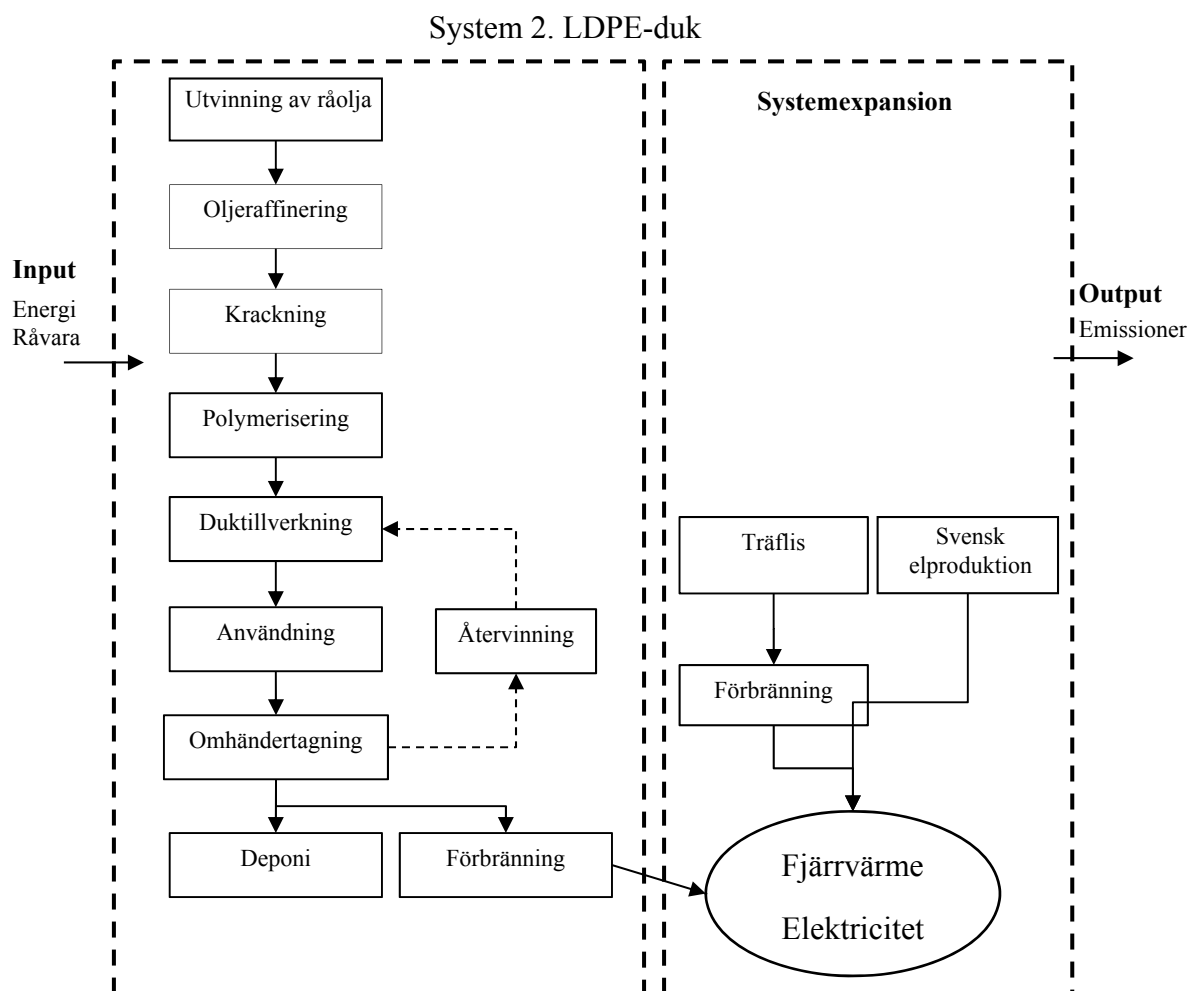 System 2. LDPE-duk
Utvinning av råolja
Oljeraffinering
Krackning
Polymerisering
Duktillverkning
Användning
Återvinning
Omhändertagning
Deponi
Förbränning
Input
Energi
Råvara
Systemexpansion
Träflis
Svensk
elproduktion
Förbränning
Fjärrvärme
Elektricitet
Output
Emissioner